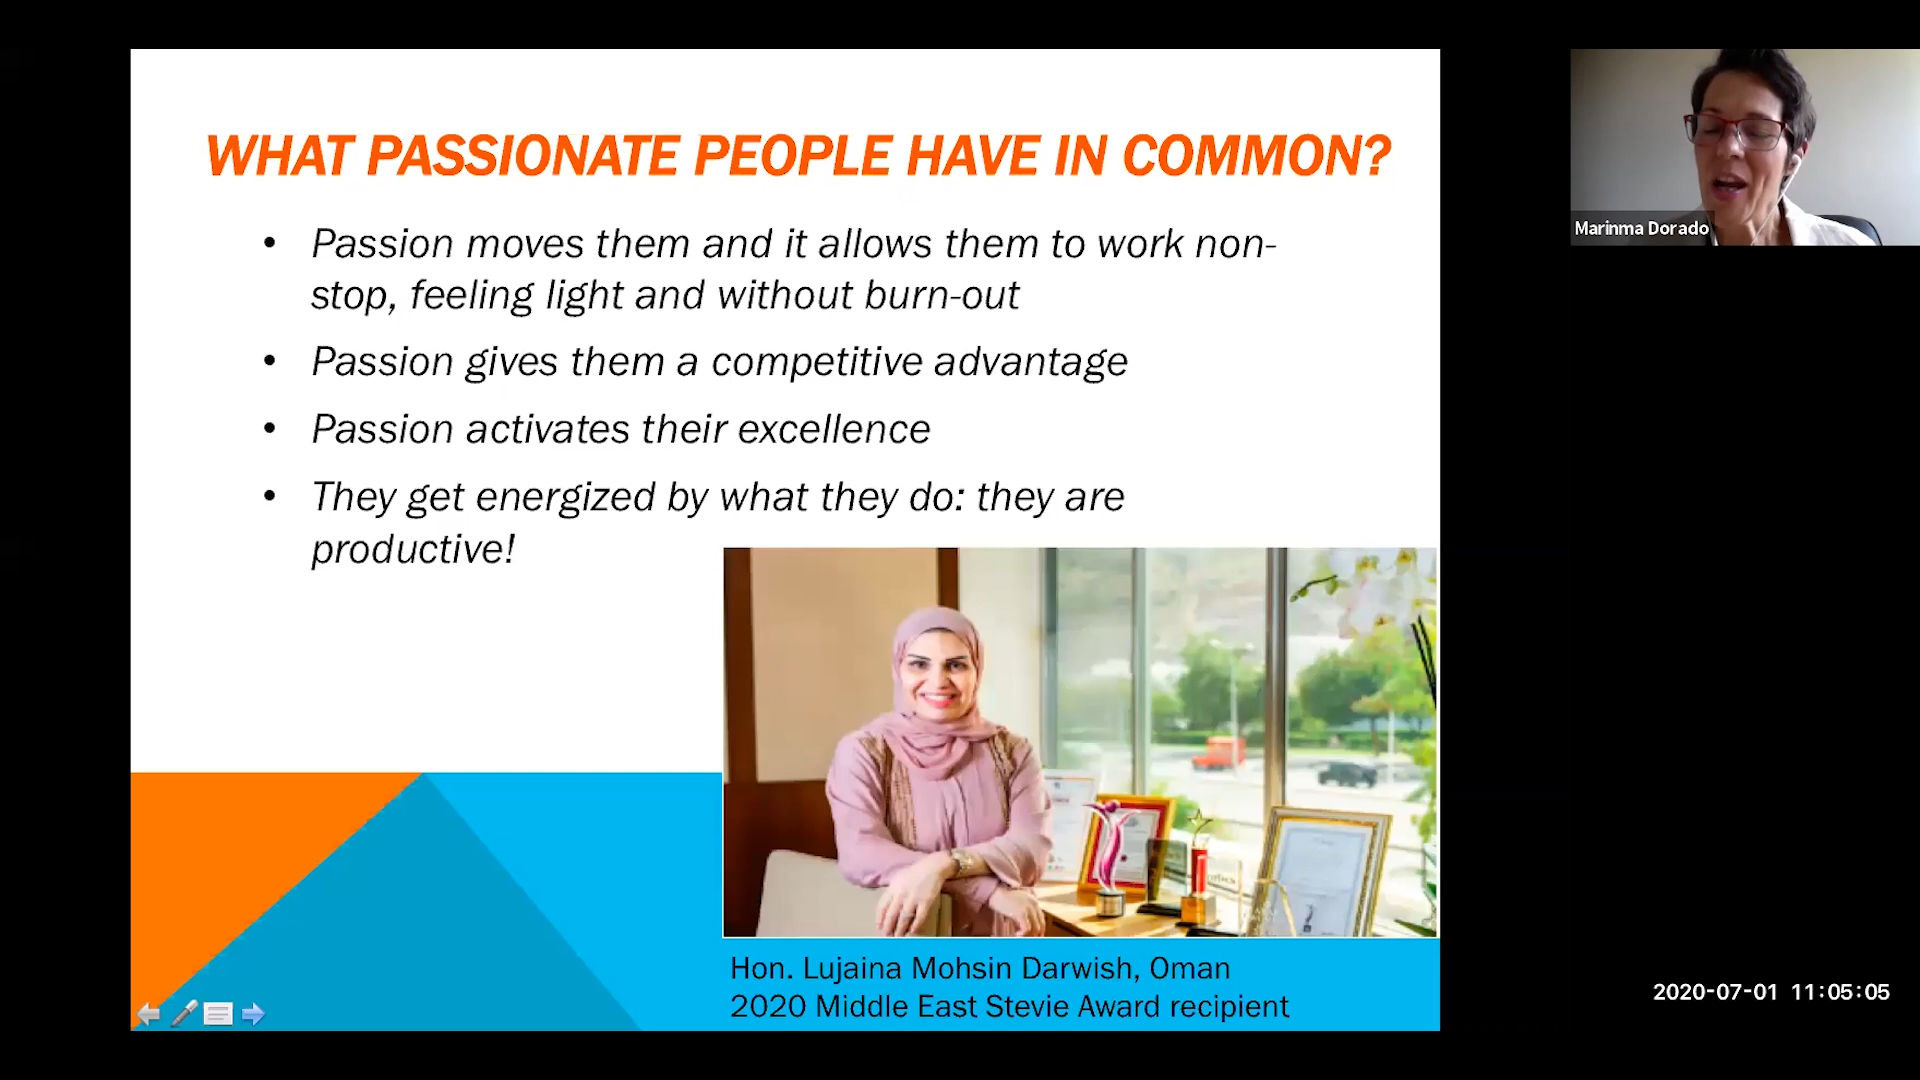 WHAT PASSIONATE PEOPLE HAVE IN COMMON?
• Passion moves them and it allows them to work non-
stop, feeling light and without burn-out
• Passion gives them a competitive advantage
• Passion activates their excellence
• They get energized by what they do: they are
productive!
Hon. Lujaina Mohsin Darwish, Oman
2020 Middle East Stevie Award recipient
Marinma Dorado
2020-07-01 11:05:05